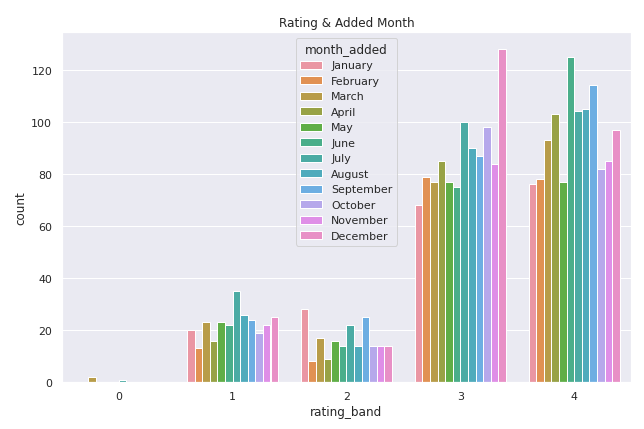 Rating & Added Month
month_added
January
February
March
April
May
June
July
August
September
October
November
December
count
120
100
80
60
40
20
0
0 1 2 3 4
rating_band